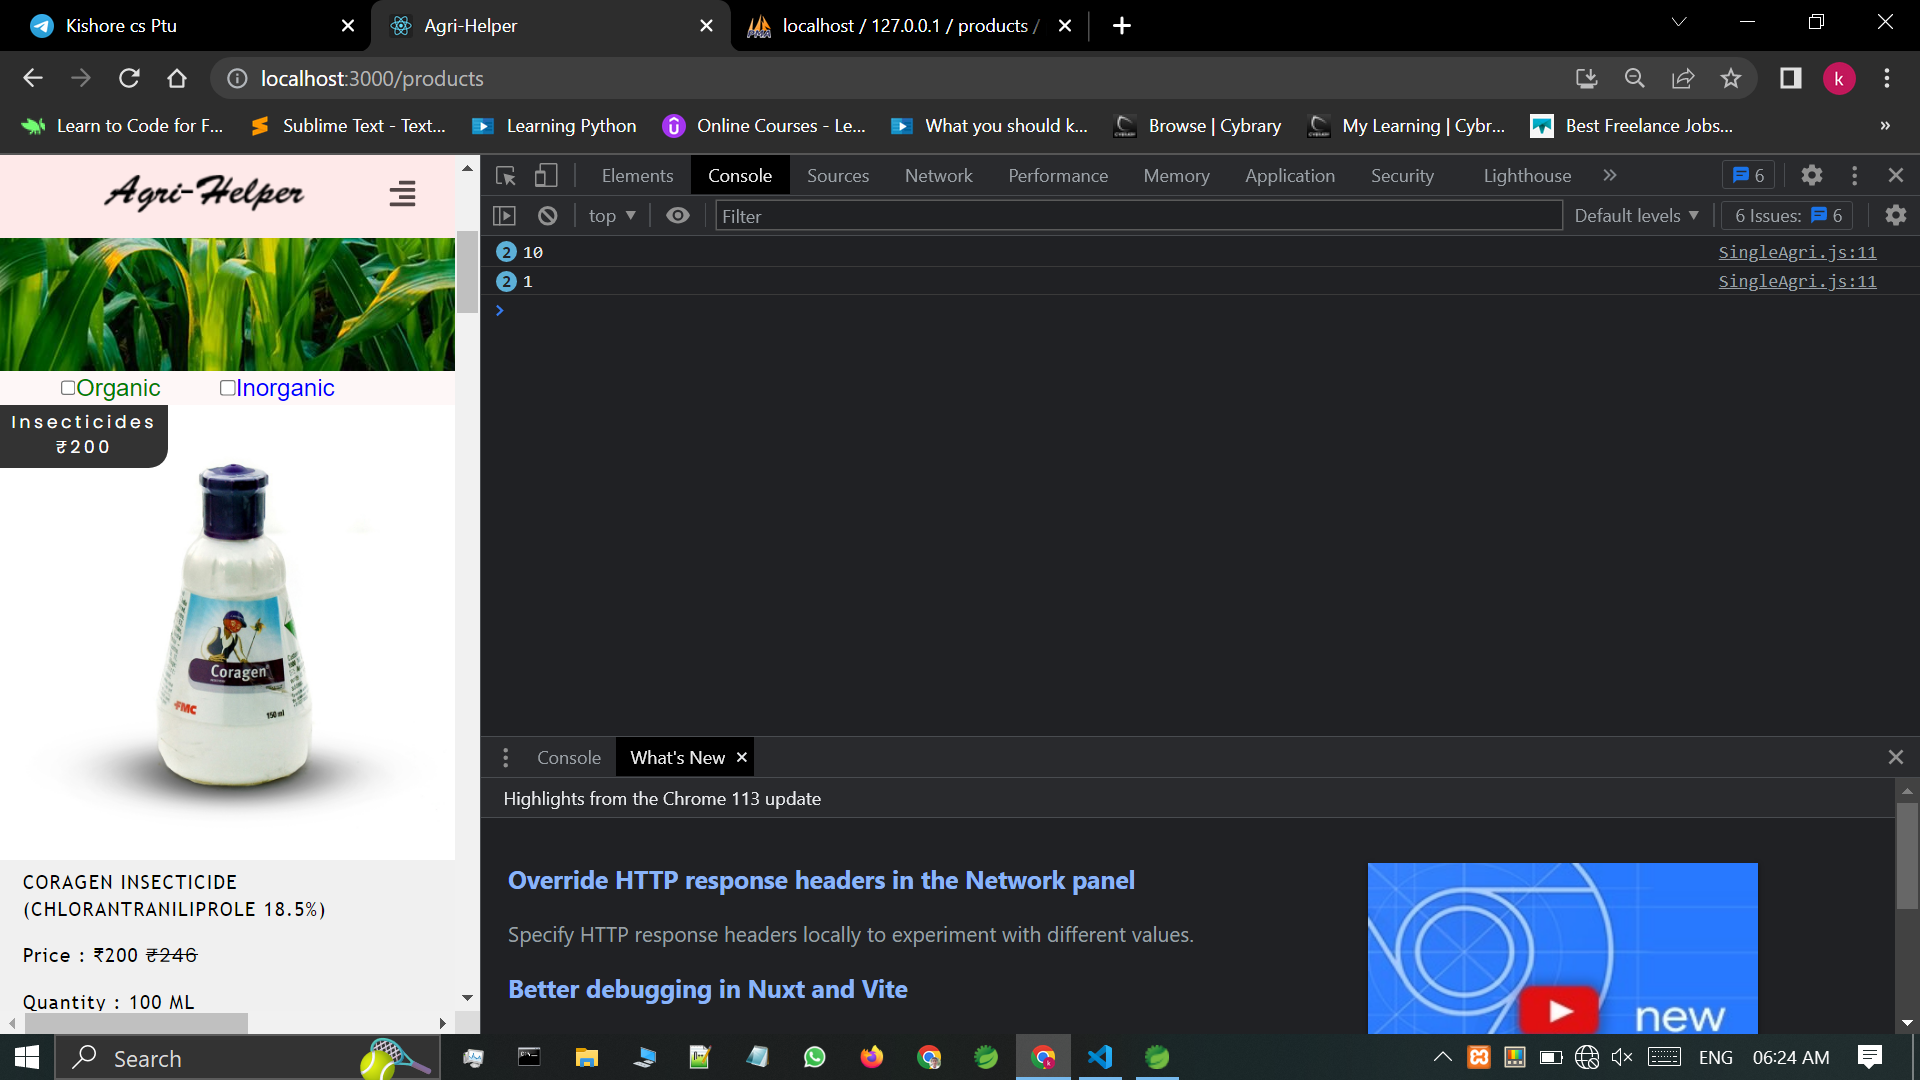 Kishore cs Ptu
Agri-Helper
localhost / 127.0.0.1 / products /
localhost:3000/products
k
Learn to Code for F...
Sublime Text - Text...
Learning Python
Online Courses - Le...
What you should k...
Browse | Cybrary
My Learning | Cybr...
Best Freelance Jobs...
»
Agri-Helper
Organic
Inorganic
Insecticides
₹200
Coragen
FMC
150 ml
CORAGEN INSECTICIDE
(CHLORANTRANILIPROLE 18.5%)
Price : ₹200 ₹246
Quantity : 100 ML
Elements
Console
Sources
Network
Performance
Memory
Application
Security
Lighthouse
»
6
top
Filter
Default levels
6 Issues: 6
2 10 SingleAgri.js:11
2 1 SingleAgri.js:11
Console
What's New
Highlights from the Chrome 113 update
Override HTTP response headers in the Network panel
Specify HTTP response headers locally to experiment with different values.
Better debugging in Nuxt and Vite
new
Search
ENG
06:24 AM